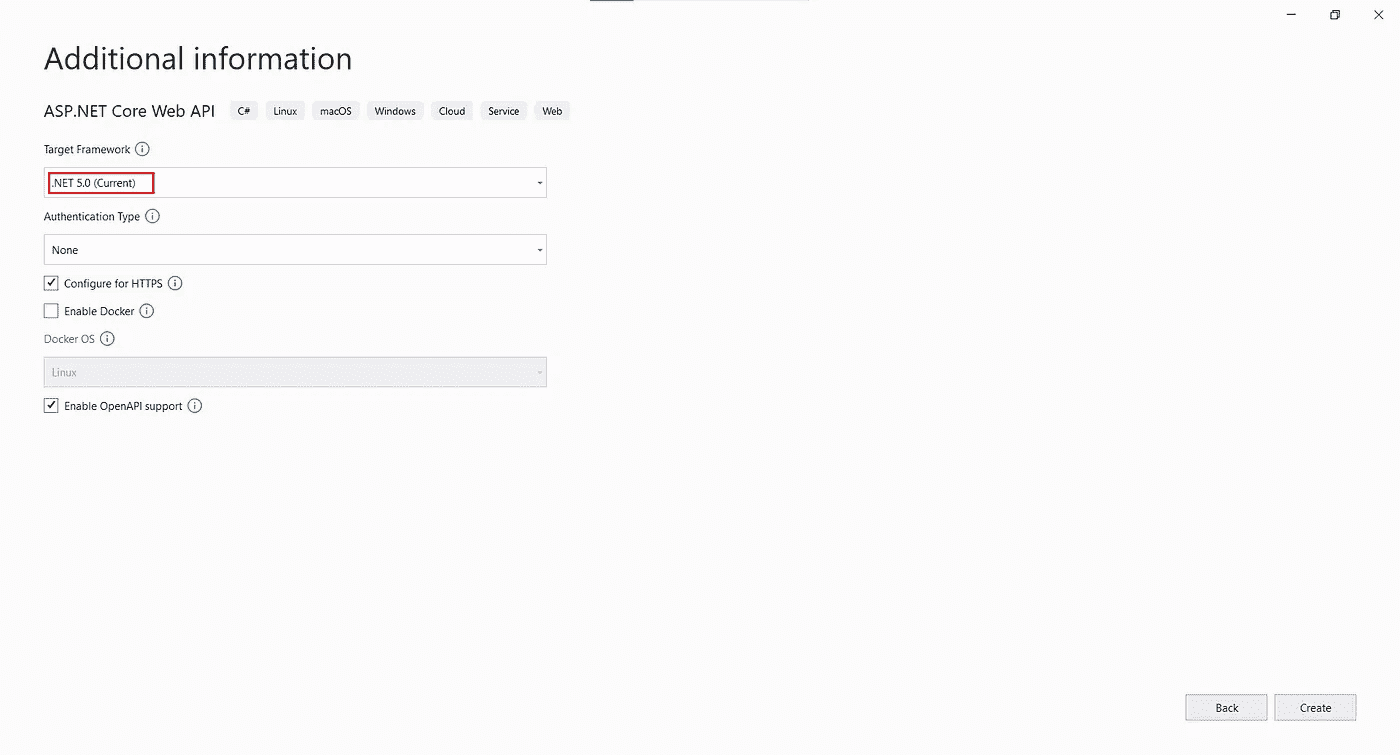 Additional information
ASP.NET Core Web API C# Linux macOS Windows Cloud Service Web
Target Framework
.NET 5.0 (Current)
Authentication Type
None
Configure for HTTPS
Enable Docker
Docker OS
Linux
Enable OpenAPI support
Back Create